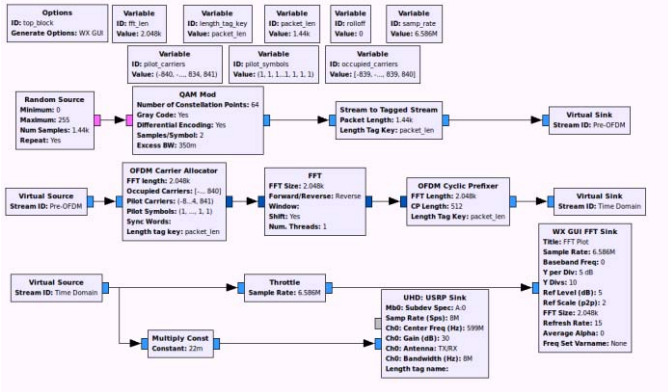 Options
ID: top_block
Generate Options: WX GUI
Variable
ID: fft_len
Value: 2.048k
Variable
ID: length_tag_key
Value: packet_len
Variable
ID: packet_len
Value: 1.44k
Variable
ID: rolloff
Value: 0
Variable
ID: samp_rate
Value: 6.586M
Variable
ID: pilot_carriers
Value: (-840, -..., 834, 841)
Variable
ID: pilot_symbols
Value: (1, 1, 1...1, 1, 1, 1)
Variable
ID: occupied_carriers
Value: [-839, -..., 839, 840]
Random Source
Minimum: 0
Maximum: 255
Num Samples: 1.44k
Repeat: Yes
QAM Mod
Number of Constellation Points: 64
Gray Code: Yes
Differential Encoding: Yes
Samples/Symbol: 2
Excess BW: 350m
Stream to Tagged Stream
Packet Length: 1.44k
Length Tag Key: packet_len
Virtual Sink
Stream ID: Pre-OFDM
Virtual Source
Stream ID: Pre-OFDM
OFDM Carrier Allocator
FFT length: 2.048k
Occupied Carriers: [-... 840]
Pilot Carriers: (-8...4, 841)
Pilot Symbols: (1, ..., 1, 1)
Sync Words:
Length tag key: packet_len
FFT
FFT Size: 2.048k
Forward/Reverse: Reverse
Window:
Shift: Yes
Num. Threads: 1
OFDM Cyclic Prefixer
FFT Length: 2.048k
CP Length: 512
Length Tag Key: packet_len
Virtual Sink
Stream ID: Time Domain
Virtual Source
Stream ID: Time Domain
Throttle
Sample Rate: 6.586M
Multiply Const
Constant: 22m
UHD: USRP Sink
Mb0: Subdev Spec: A:0
Samp Rate (Sps): 8M
Ch0: Center Freq (Hz): 599M
Ch0: Gain (dB): 30
Ch0: Antenna: TX/RX
Ch0: Bandwidth (Hz): 8M
Length tag name:
WX GUI FFT Sink
Title: FFT Plot
Sample Rate: 6.586M
Baseband Freq: 0
Y per Div: 5 dB
Y Divs: 10
Ref Level (dB): 5
Ref Scale (p2p): 2
FFT Size: 2.048k
Refresh Rate: 15
Average Alpha: 0
Freq Set Varname: None